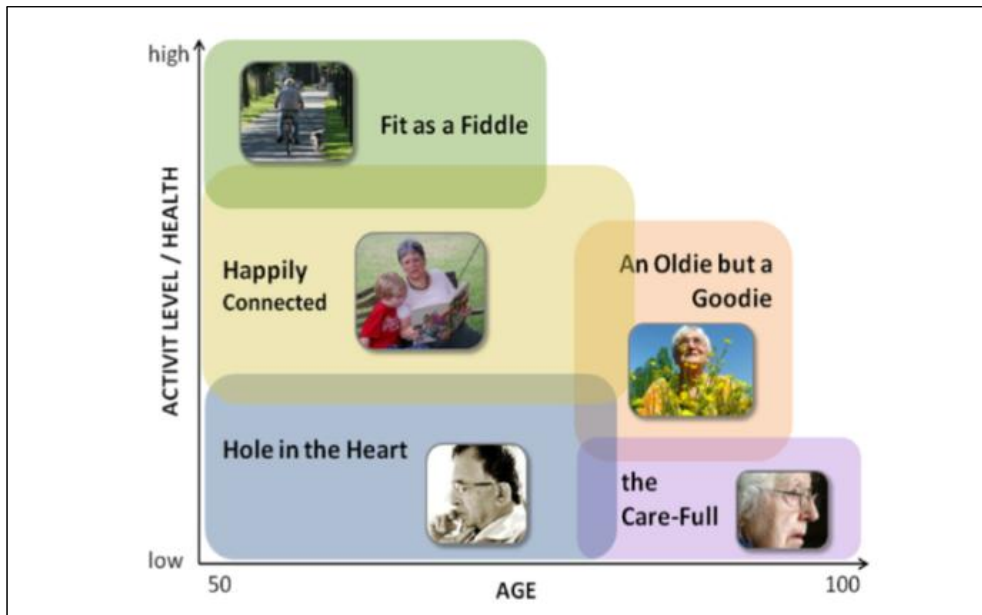 high
Fit as a Fiddle
ACTIVIT LEVEL / HEALTH
Happily
Connected
An Oldie but a
Goodie
Hole in the Heart
the
Care-Full
low
50
AGE
100